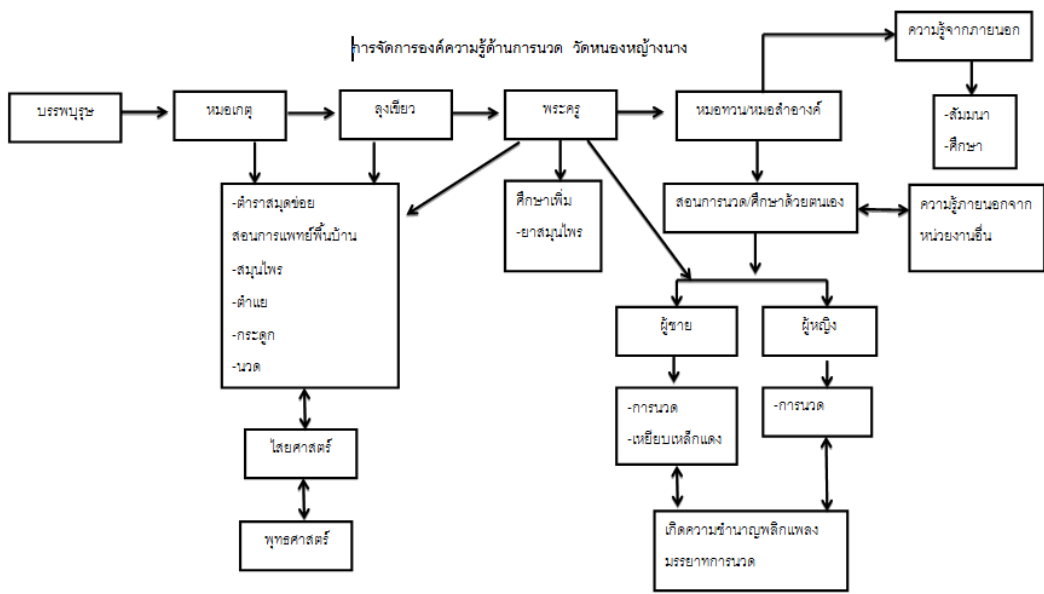 การจัดการองค์ความรู้ด้านการนวด วัดหนองหญ้านาง
ความรู้จากภายนอก
บรรพบุรุษ
หมอเกตุ
ลุงเขียว
พระครู
หมอทวน/หมอสำอางค์
-สัมมนา
-ศึกษา
-ตำราสมุดข่อย
สอนการแพทย์พื้นบ้าน
-สมุนไพร
-ตำแย
-กระดูก
-นวด
ศึกษาเพิ่ม
-ยาสมุนไพร
สอนการนวด/ศึกษาด้วยตนเอง
ความรู้ภายนอกจาก
หน่วยงานอื่น
ผู้ชาย
ผู้หญิง
-การนวด
-เหยียบเหล็กแดง
-การนวด
ไสยศาสตร์
พุทธศาสตร์
เกิดความชำนาญพลิกแพลง
มรรยาทการนวด